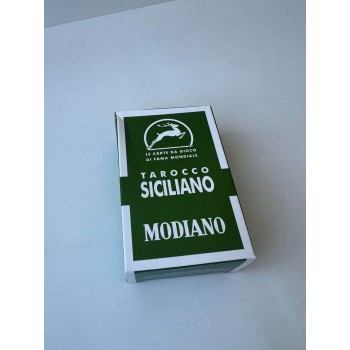 LE CARTE DA GIOCO
DI FAMA MONDIALE
TAROCCO
SICILIANO
MODIANO